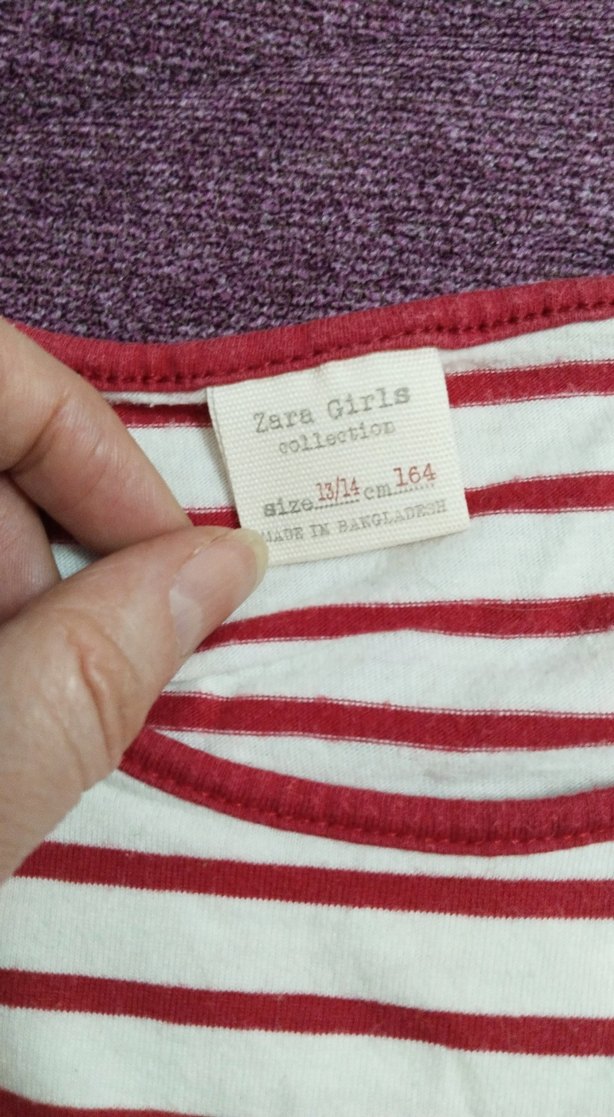 Zara Girls
collection
size 13/14 cm 164
MADE IN BANGLADESH